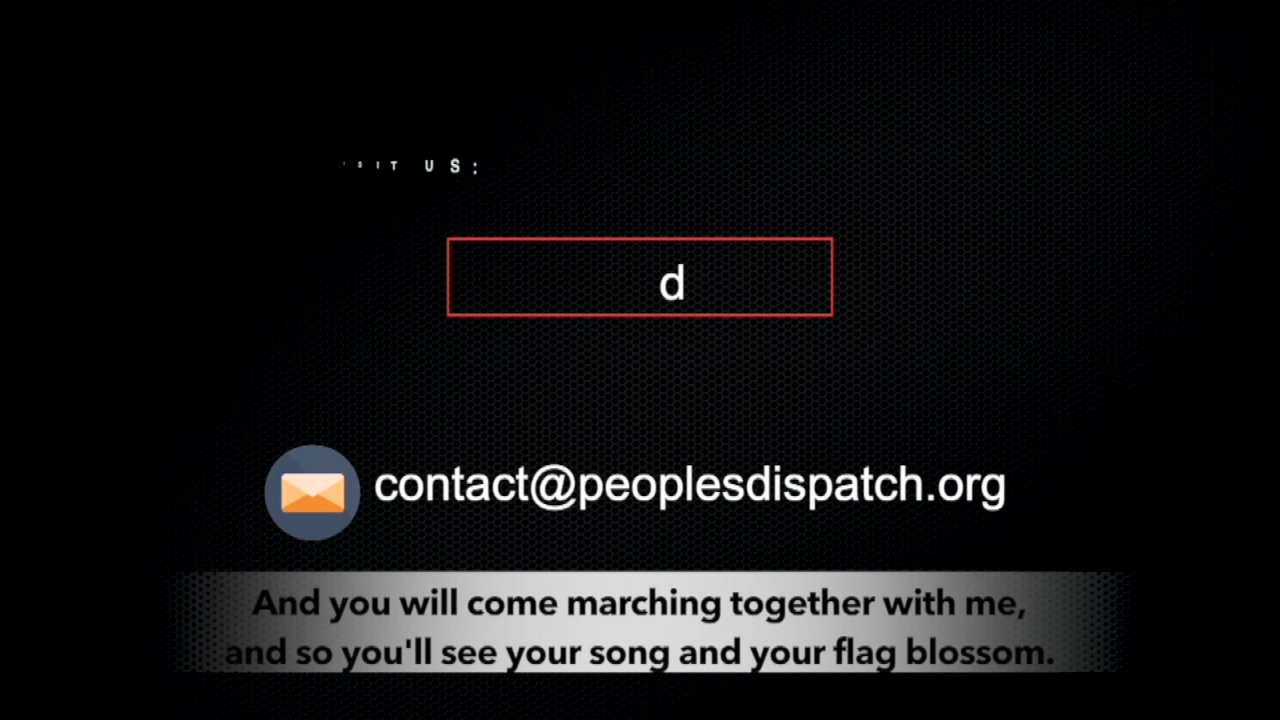 US:
d
contact@peoplesdispatch.org
And you will come marching together with me,
and so you'll see your song and your flag blossom.